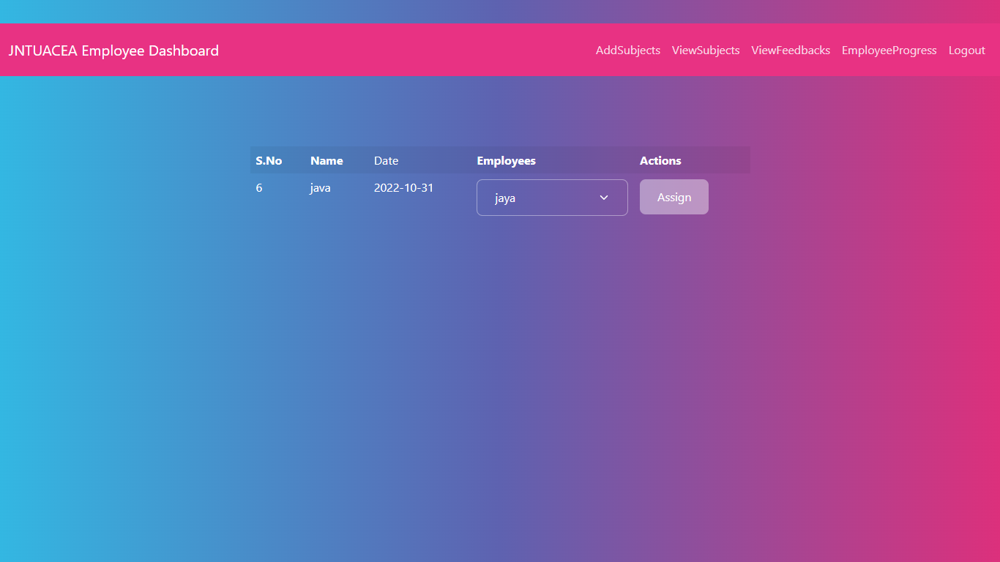 JNTUACEA Employee Dashboard AddSubjects ViewSubjects ViewFeedbacks EmployeeProgress Logout
S.No Name Date Employees Actions
6 java 2022-10-31 jaya Assign